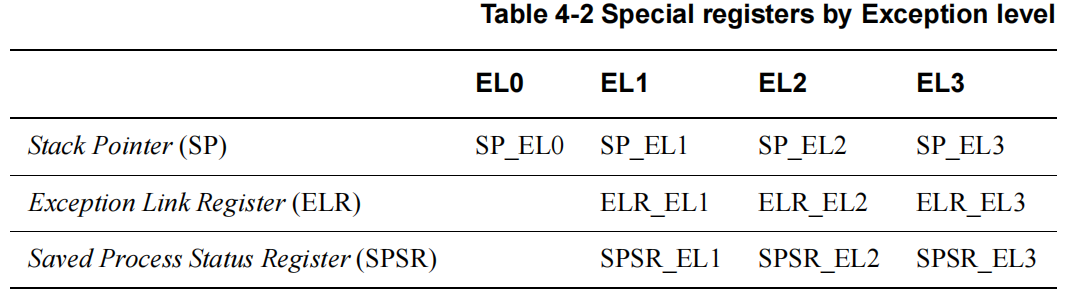 Table 4-2 Special registers by Exception level
EL0 EL1 EL2 EL3
Stack Pointer (SP) SP_EL0 SP_EL1 SP_EL2 SP_EL3
Exception Link Register (ELR) ELR_EL1 ELR_EL2 ELR_EL3
Saved Process Status Register (SPSR) SPSR_EL1 SPSR_EL2 SPSR_EL3